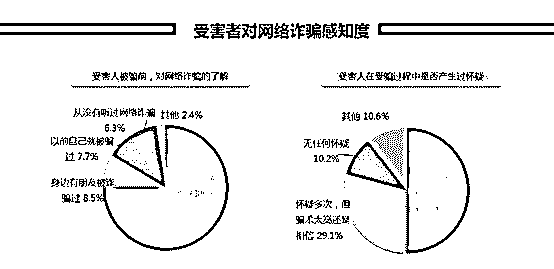 受害者对网络诈骗感知度
受害人被骗前，对网络诈骗的了解
从没有听过网络诈骗
6.3%
其他 2.4%
以前自己就被骗
过 7.7%
身边有朋友被诈
骗过 8.5%
受害人在受骗过程中是否产生过怀疑
其他 10.6%
无任何怀疑
10.2%
怀疑多次，但
骗术太高还是
相信 29.1%